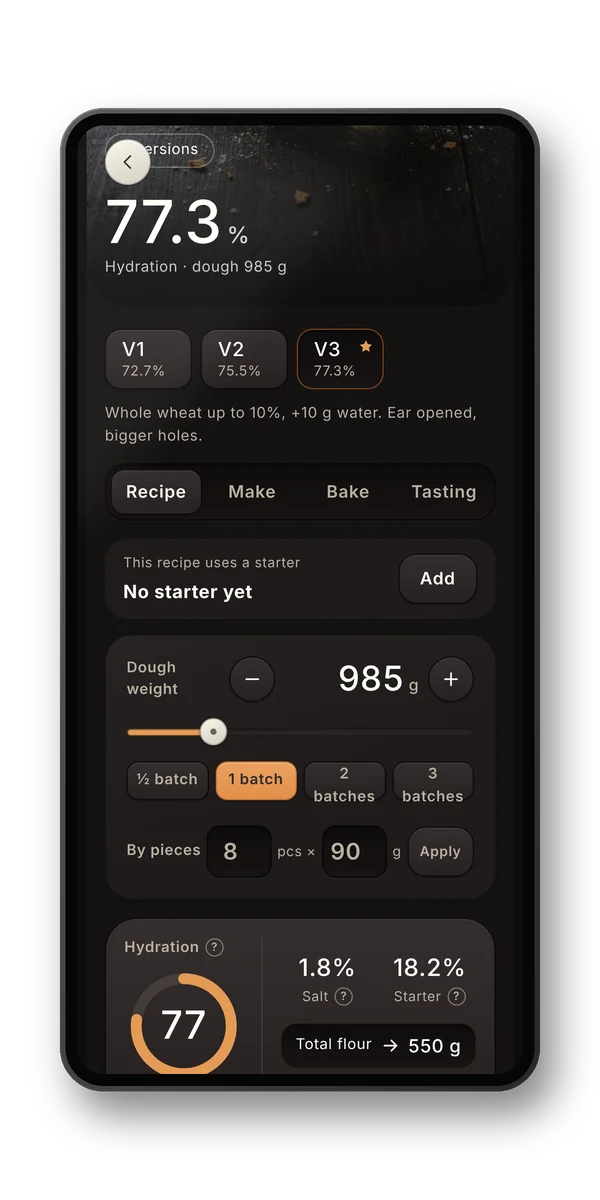 ersions
77.3 %
Hydration · dough 985 g
V1
72.7%
V2
75.5%
V3
77.3%
Whole wheat up to 10%, +10 g water. Ear opened,
bigger holes.
Recipe Make Bake Tasting
This recipe uses a starter
No starter yet
Add
Dough
weight
− 985 g +
½ batch
1 batch
2
batches
3
batches
By pieces 8 pcs × 90 g Apply
Hydration ?
77
1.8%
Salt ?
18.2%
Starter ?
Total flour → 550 g